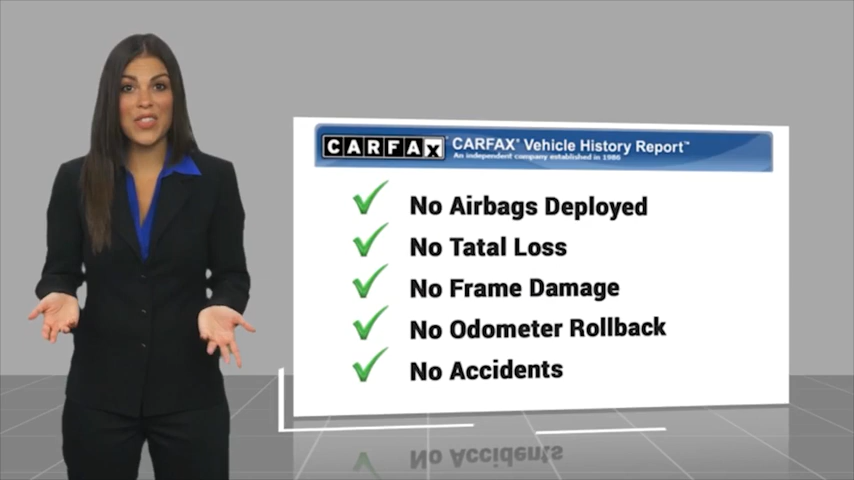 CARFAX CARFAX® Vehicle History Report™
An independent company established in 1986
No Airbags Deployed
No Tatal Loss
No Frame Damage
No Odometer Rollback
No Accidents
No Accidents